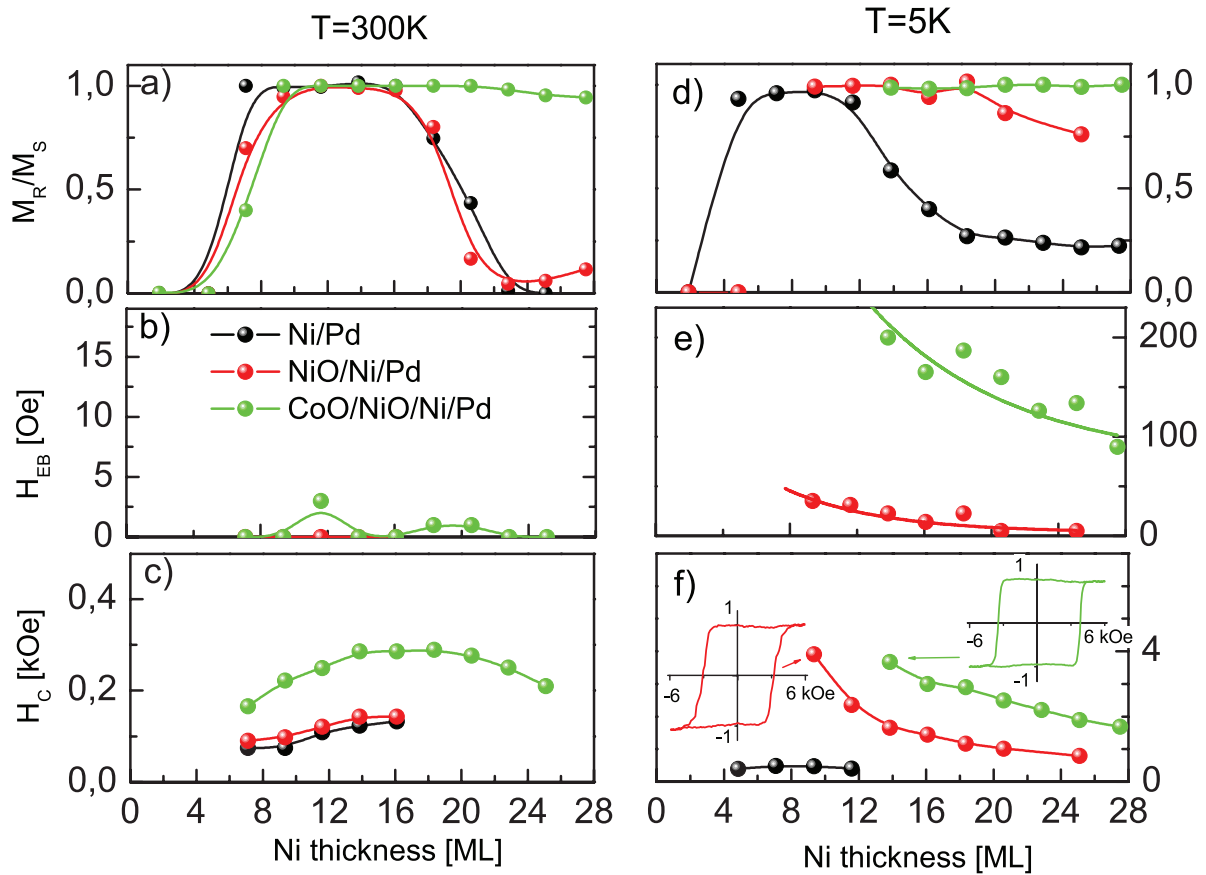 T=300K
T=5K
a)
1,0
0,5
0,0
M_R/M_S
d)
1,0
0,5
0,0
b)
Ni/Pd
NiO/Ni/Pd
CoO/NiO/Ni/Pd
15
10
5
0
H_EB [Oe]
e)
200
100
0
c)
0,4
0,2
0,0
H_C [kOe]
0 4 8 12 16 20 24 28
Ni thickness [ML]
f)
1
-6
6 kOe
-1
1
-6
6 kOe
-1
4
0
0 4 8 12 16 20 24 28
Ni thickness [ML]